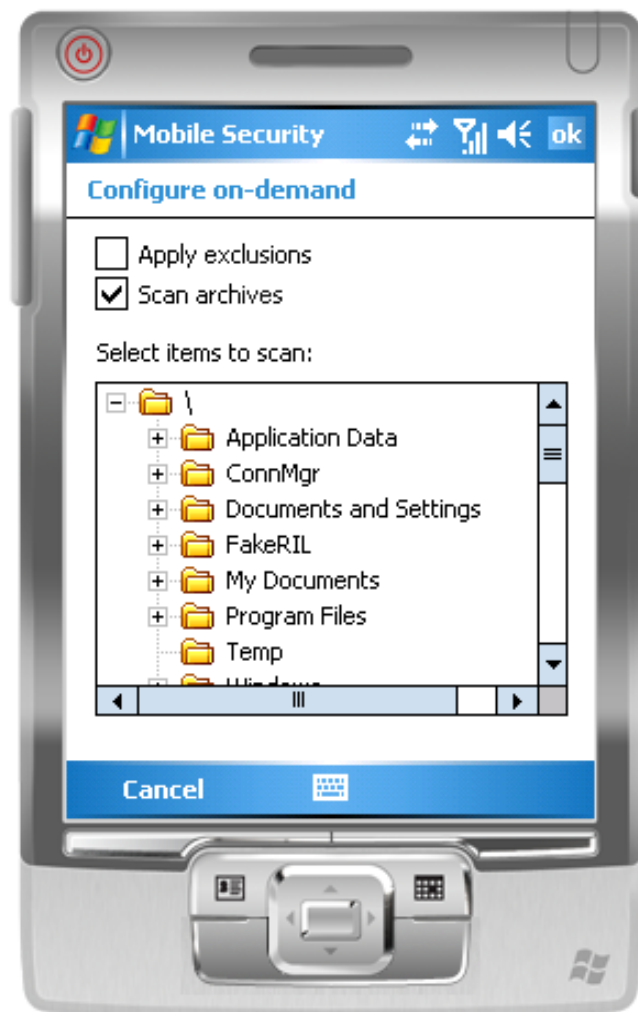 Mobile Security ok
Configure on-demand
Apply exclusions
Scan archives
Select items to scan:
\
Application Data
ConnMgr
Documents and Settings
FakeRIL
My Documents
Program Files
Temp
Windows
Cancel